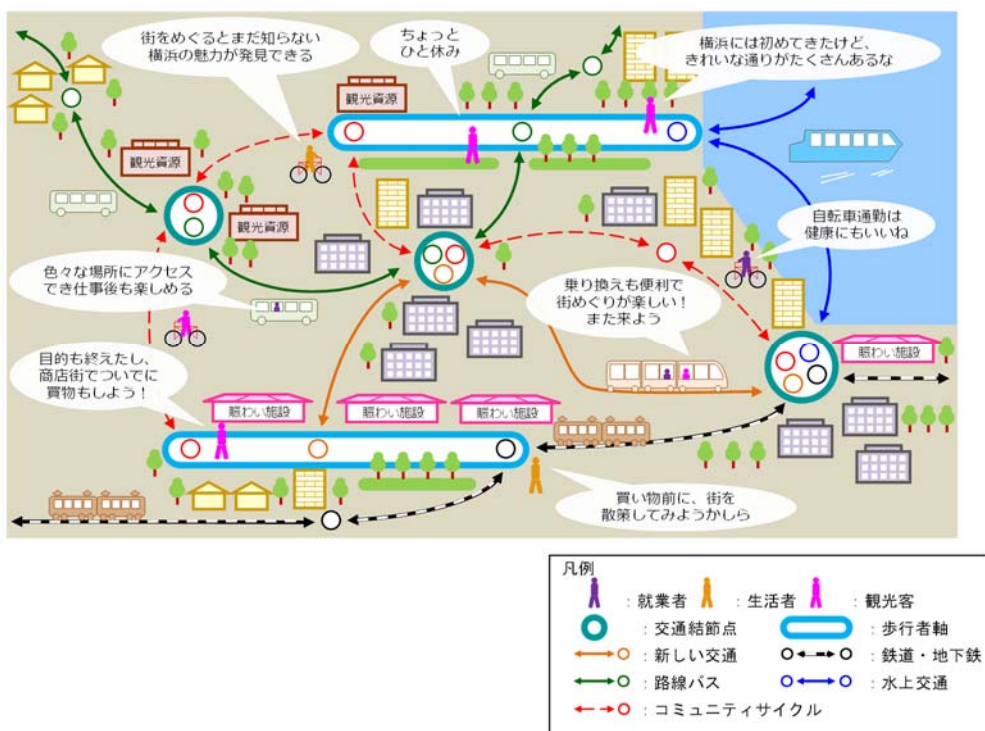 街をめぐるとまだ知らない
横浜の魅力が発見できる
ちょっと
ひと休み
横浜には初めてきたけど、
きれいな通りがたくさんあるな
観光資源
観光資源
観光資源
自転車通勤は
健康にもいいね
色々な場所にアクセス
でき仕事後も楽しめる
乗り換えも便利で
街めぐりが楽しい！
また来よう
目的も終えたし、
商店街でついでに
買物もしよう！
賑わい施設
賑わい施設
賑わい施設
賑わい施設
買い物前に、街を
散策してみようかしら
凡例
：就業者 ：生活者 ：観光客
：交通結節点 ：歩行者軸
：新しい交通 ：鉄道・地下鉄
：路線バス ：水上交通
：コミュニティサイクル